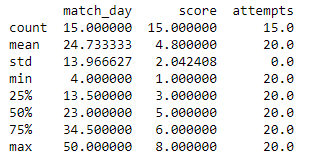 match_day score attempts
count 15.000000 15.000000 15.0
mean 24.733333 4.800000 20.0
std 13.966627 2.042408 0.0
min 4.000000 1.000000 20.0
25% 13.500000 3.000000 20.0
50% 23.000000 5.000000 20.0
75% 34.500000 6.000000 20.0
max 50.000000 8.000000 20.0